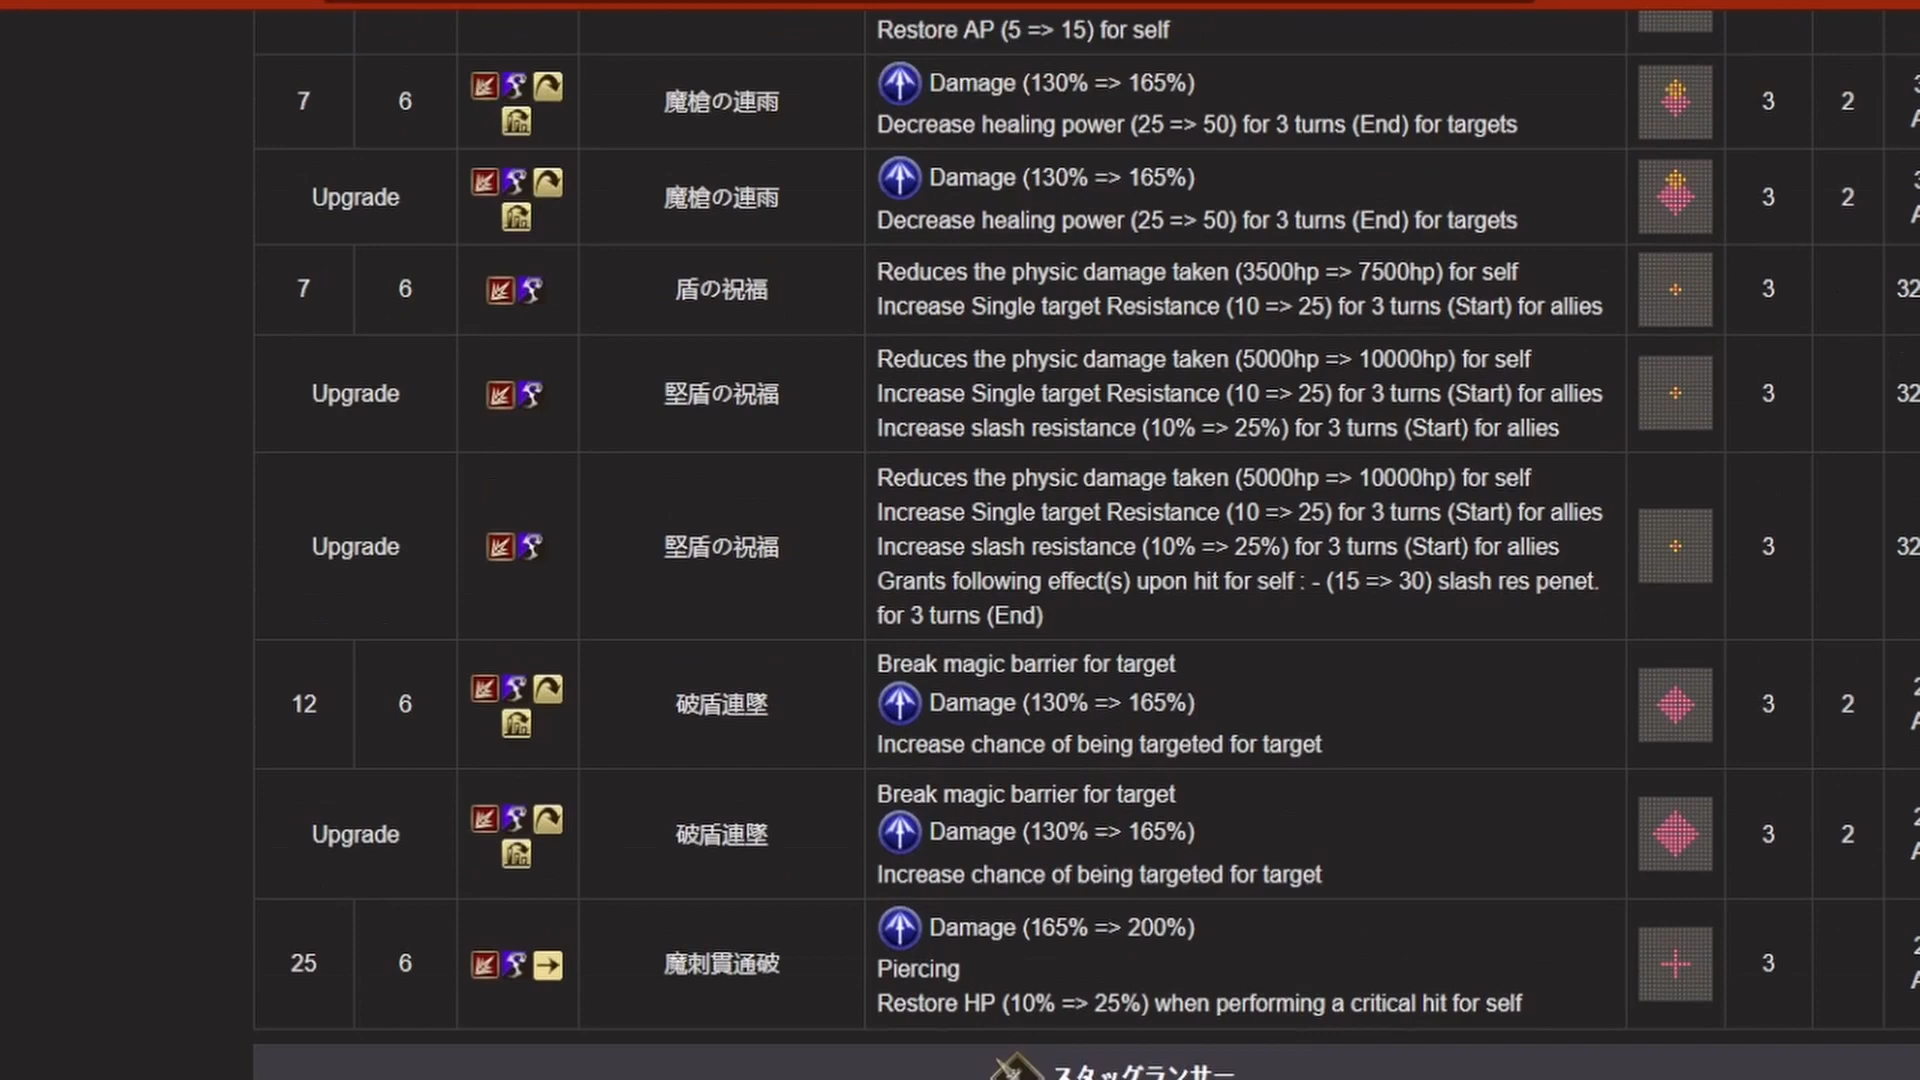 Restore AP (5 => 15) for self
7 6 魔槍の連雨 Damage (130% => 165%) 3 2
Decrease healing power (25 => 50) for 3 turns (End) for targets
Upgrade 魔槍の連雨 Damage (130% => 165%) 3 2
Decrease healing power (25 => 50) for 3 turns (End) for targets
7 6 盾の祝福 Reduces the physic damage taken (3500hp => 7500hp) for self 3 32
Increase Single target Resistance (10 => 25) for 3 turns (Start) for allies
Upgrade 堅盾の祝福 Reduces the physic damage taken (5000hp => 10000hp) for self 3 32
Increase Single target Resistance (10 => 25) for 3 turns (Start) for allies
Increase slash resistance (10% => 25%) for 3 turns (Start) for allies
Upgrade 堅盾の祝福 Reduces the physic damage taken (5000hp => 10000hp) for self 3 32
Increase Single target Resistance (10 => 25) for 3 turns (Start) for allies
Increase slash resistance (10% => 25%) for 3 turns (Start) for allies
Grants following effect(s) upon hit for self : - (15 => 30) slash res penet.
for 3 turns (End)
12 6 破盾連墜 Break magic barrier for target 3 2
Damage (130% => 165%)
Increase chance of being targeted for target
Upgrade 破盾連墜 Break magic barrier for target 3 2
Damage (130% => 165%)
Increase chance of being targeted for target
25 6 魔刺貫通破 Damage (165% => 200%) 3
Piercing
Restore HP (10% => 25%) when performing a critical hit for self
スタッグランサー